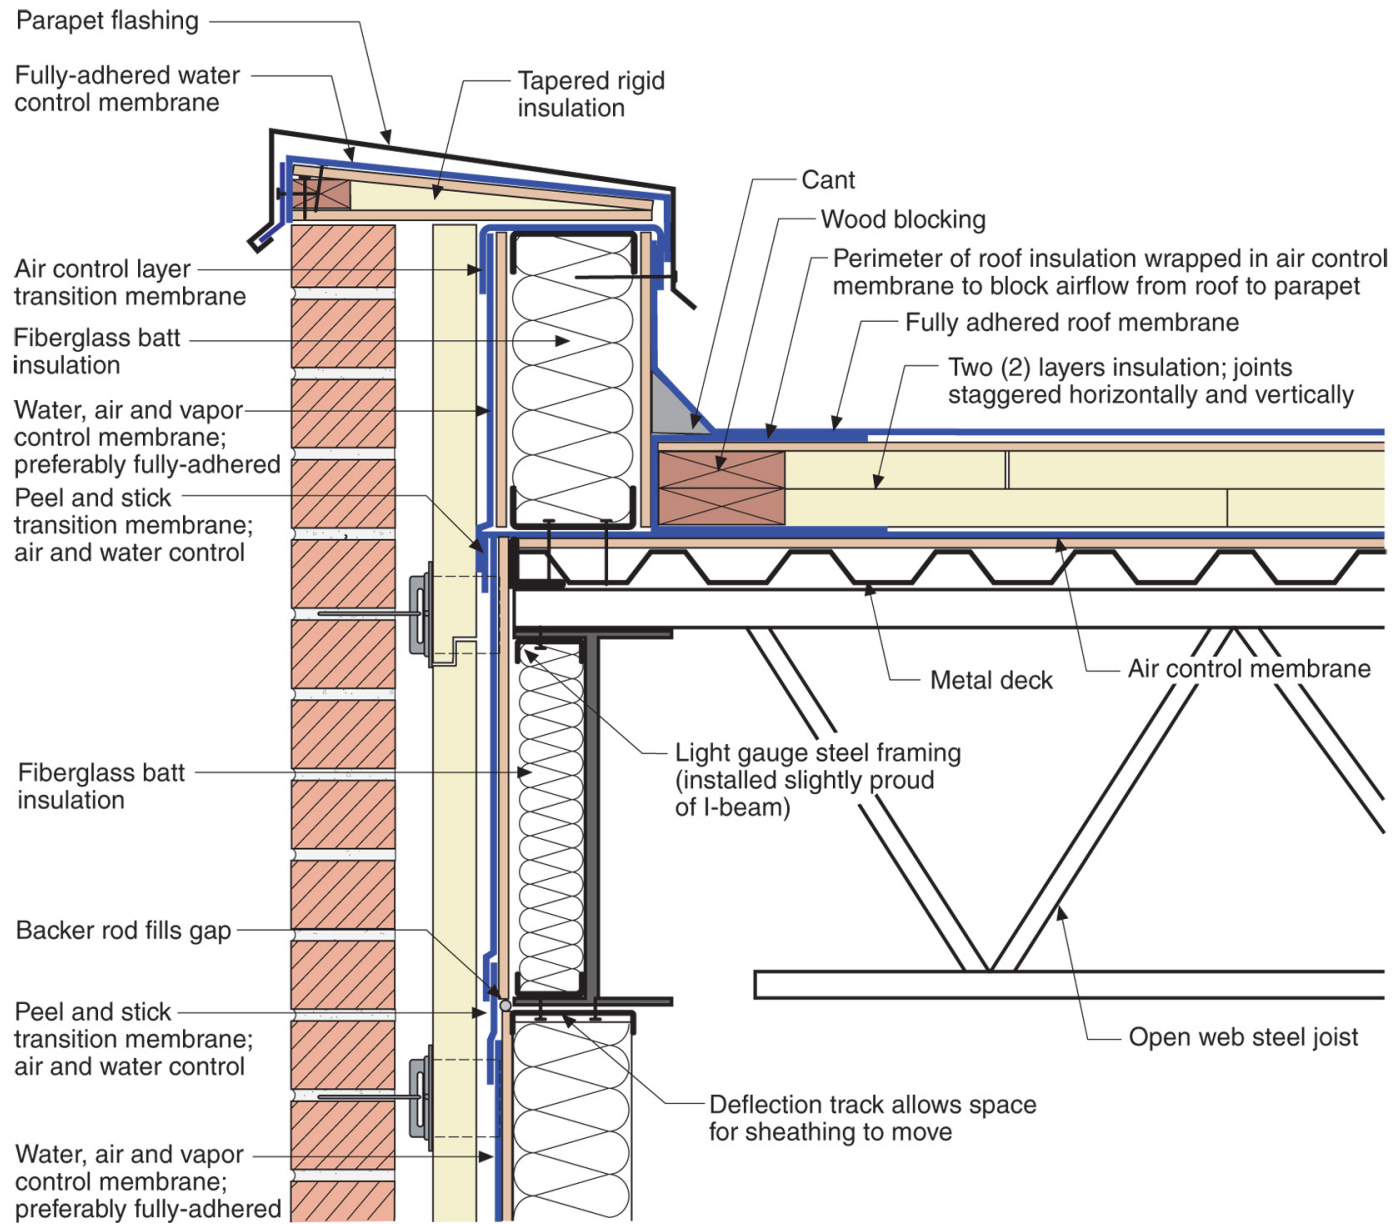 Parapet flashing
Fully-adhered water
control membrane
Tapered rigid
insulation
Cant
Wood blocking
Perimeter of roof insulation wrapped in air control
membrane to block airflow from roof to parapet
Fully adhered roof membrane
Two (2) layers insulation; joints
staggered horizontally and vertically
Air control layer
transition membrane
Fiberglass batt
insulation
Water, air and vapor
control membrane;
preferably fully-adhered
Peel and stick
transition membrane;
air and water control
Metal deck
Air control membrane
Light gauge steel framing
(installed slightly proud
of I-beam)
Fiberglass batt
insulation
Backer rod fills gap
Peel and stick
transition membrane;
air and water control
Open web steel joist
Deflection track allows space
for sheathing to move
Water, air and vapor
control membrane;
preferably fully-adhered